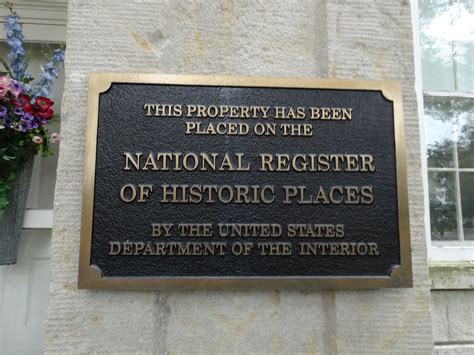 THIS PROPERTY HAS BEEN
PLACED ON THE
NATIONAL REGISTER
OF HISTORIC PLACES
BY THE UNITED STATES
DEPARTMENT OF THE INTERIOR